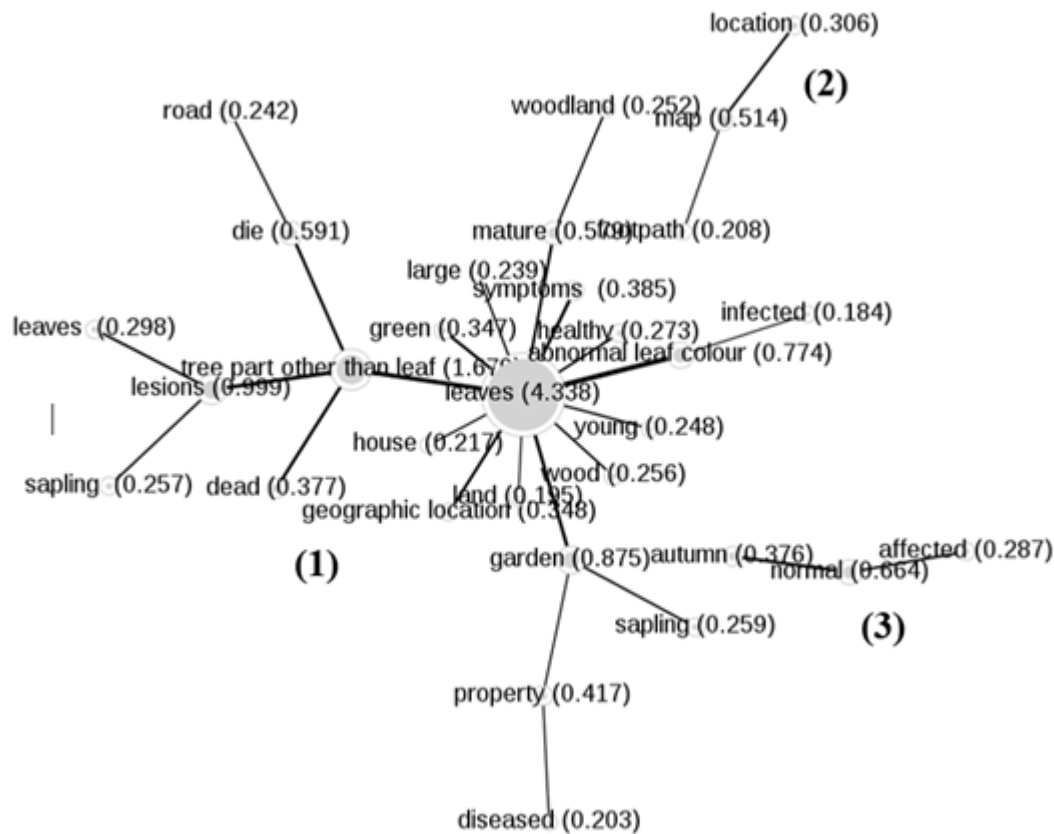 location (0.306)
(2)
road (0.242)
woodland (0.252)
map (0.514)
die (0.591)
mature (0.579)
footpath (0.208)
large (0.239)
symptoms (0.385)
leaves (0.298)
green (0.347)
healthy (0.273)
infected (0.184)
tree part other than leaf
abnormal leaf colour (0.774)
lesions (0.999)
leaves (4.338)
house (0.217)
young (0.248)
sapling (0.257)
dead (0.377)
wood (0.256)
land (0.195)
geographic location (0.348)
(1)
garden (0.875)
autumn (0.376)
affected (0.287)
normal (0.664)
sapling (0.259)
(3)
property (0.417)
diseased (0.203)